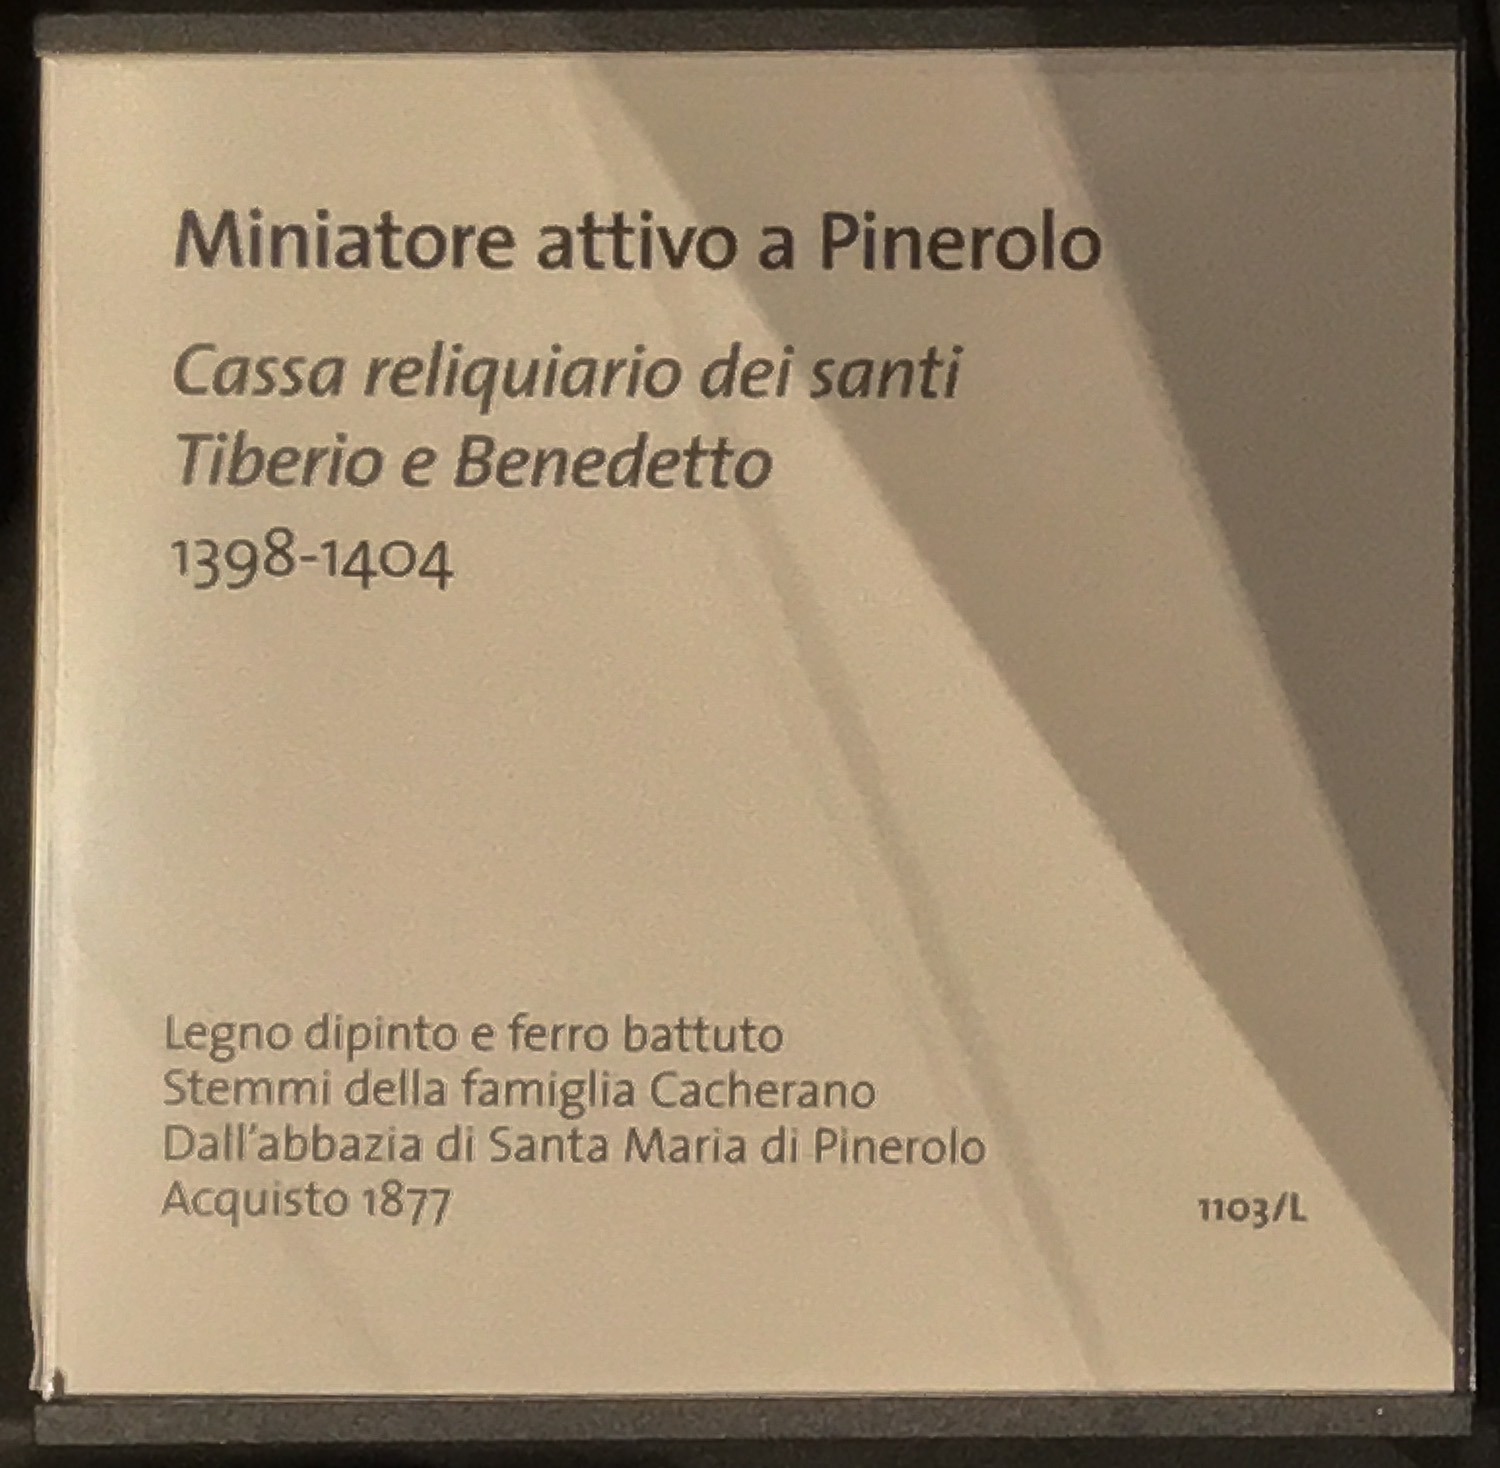 Miniatore attivo a Pinerolo
Cassa reliquiario dei santi
Tiberio e Benedetto
1398-1404
Legno dipinto e ferro battuto
Stemmi della famiglia Cacherano
Dall'abbazia di Santa Maria di Pinerolo
Acquisto 1877
1103/L